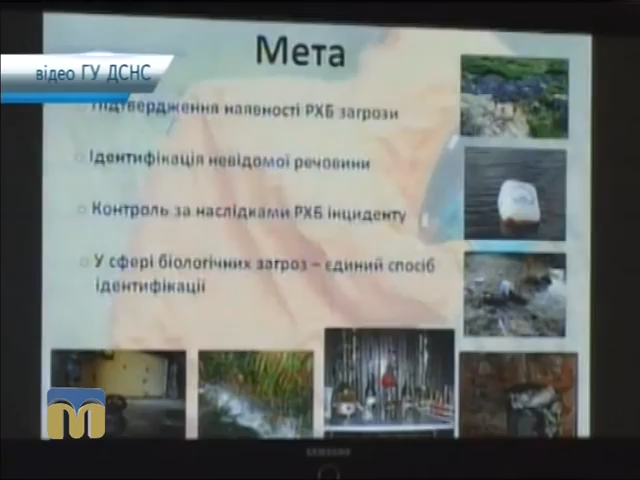 Мета
відео ГУ ДСНС
Підтвердження наявності РХБ загрози
Ідентифікація невідомої речовини
Контроль за наслідками РХБ інциденту
У сфері біологічних загроз – єдиний спосіб
ідентифікації
SAMSUNG